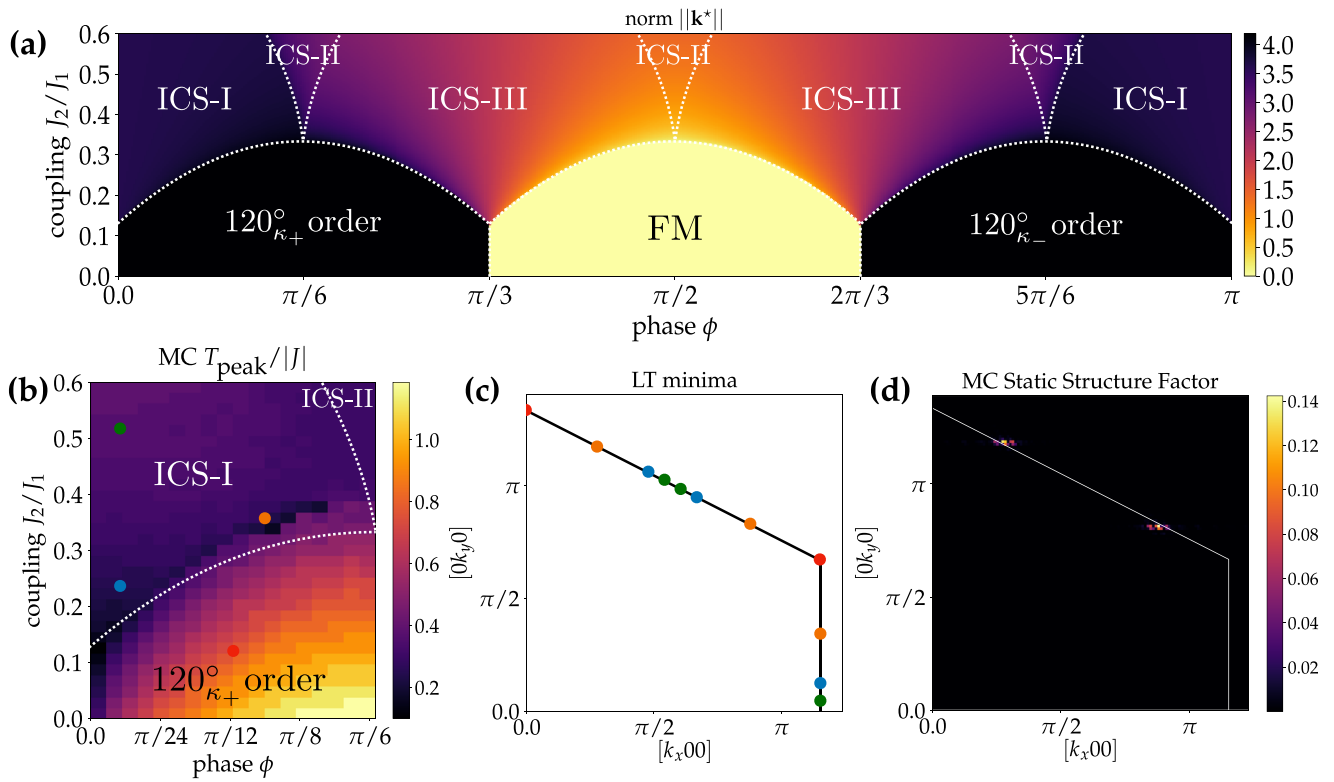 norm ||k⋆||
(a)
coupling J₂/J₁
0.6
0.5
0.4
0.3
0.2
0.1
0.0
ICS-I
ICS-II
ICS-III
ICS-II
ICS-III
ICS-II
ICS-I
120°κ₊ order
FM
120°κ₋ order
0.0
π/6
π/3
π/2
2π/3
5π/6
π
phase ϕ
4.0
3.5
3.0
2.5
2.0
1.5
1.0
0.5
0.0
MC Tpeak/|J|
(b)
coupling J₂/J₁
0.6
0.5
0.4
0.3
0.2
0.1
0.0
ICS-II
ICS-I
120°κ₊ order
0.0
π/24
π/12
π/8
π/6
phase ϕ
1.0
0.8
0.6
0.4
0.2
LT minima
(c)
[0k_y0]
π
π/2
0.0
0.0
π/2
π
[kₓ00]
MC Static Structure Factor
(d)
[0k_y0]
π
π/2
0.0
0.0
π/2
π
[kₓ00]
0.14
0.12
0.10
0.08
0.06
0.04
0.02